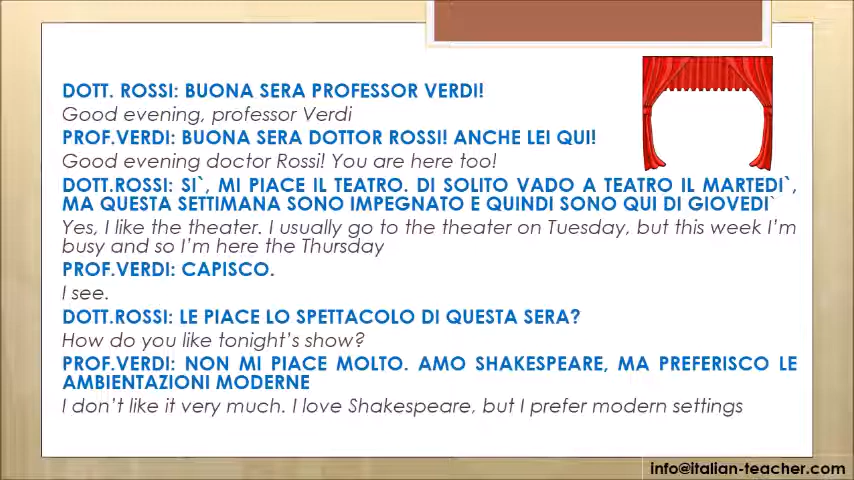 DOTT. ROSSI: BUONA SERA PROFESSOR VERDI!
Good evening, professor Verdi
PROF.VERDI: BUONA SERA DOTTOR ROSSI! ANCHE LEI QUI!
Good evening doctor Rossi! You are here too!
DOTT.ROSSI: SI`, MI PIACE IL TEATRO. DI SOLITO VADO A TEATRO IL MARTEDI`,
MA QUESTA SETTIMANA SONO IMPEGNATO E QUINDI SONO QUI DI GIOVEDI`
Yes, I like the theater. I usually go to the theater on Tuesday, but this week I’m
busy and so I’m here the Thursday
PROF.VERDI: CAPISCO.
I see.
DOTT.ROSSI: LE PIACE LO SPETTACOLO DI QUESTA SERA?
How do you like tonight’s show?
PROF.VERDI: NON MI PIACE MOLTO. AMO SHAKESPEARE, MA PREFERISCO LE
AMBIENTAZIONI MODERNE
I don’t like it very much. I love Shakespeare, but I prefer modern settings
info@italian-teacher.com